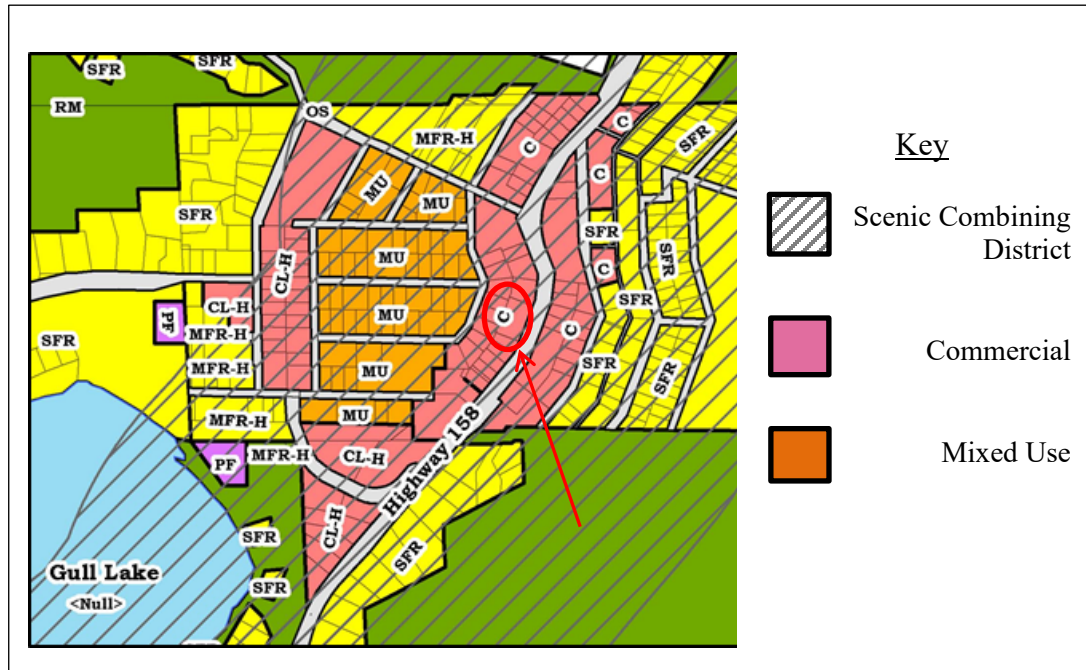 SFR
SFR
RM
OS
MFR-H
C
C
SFR
MU
MU
C
SFR
SFR
SFR
CL-H
MU
C
CL-H
MU
C
SFR
PF
MFR-H
SFR
C
MFR-H
MU
SFR
SFR
MFR-H
MU
PF
MFR-H
CL-H
Highway 158
CL-H
SFR
SFR
Gull Lake
<Null>
SFR
Key
Scenic Combining
District
Commercial
Mixed Use